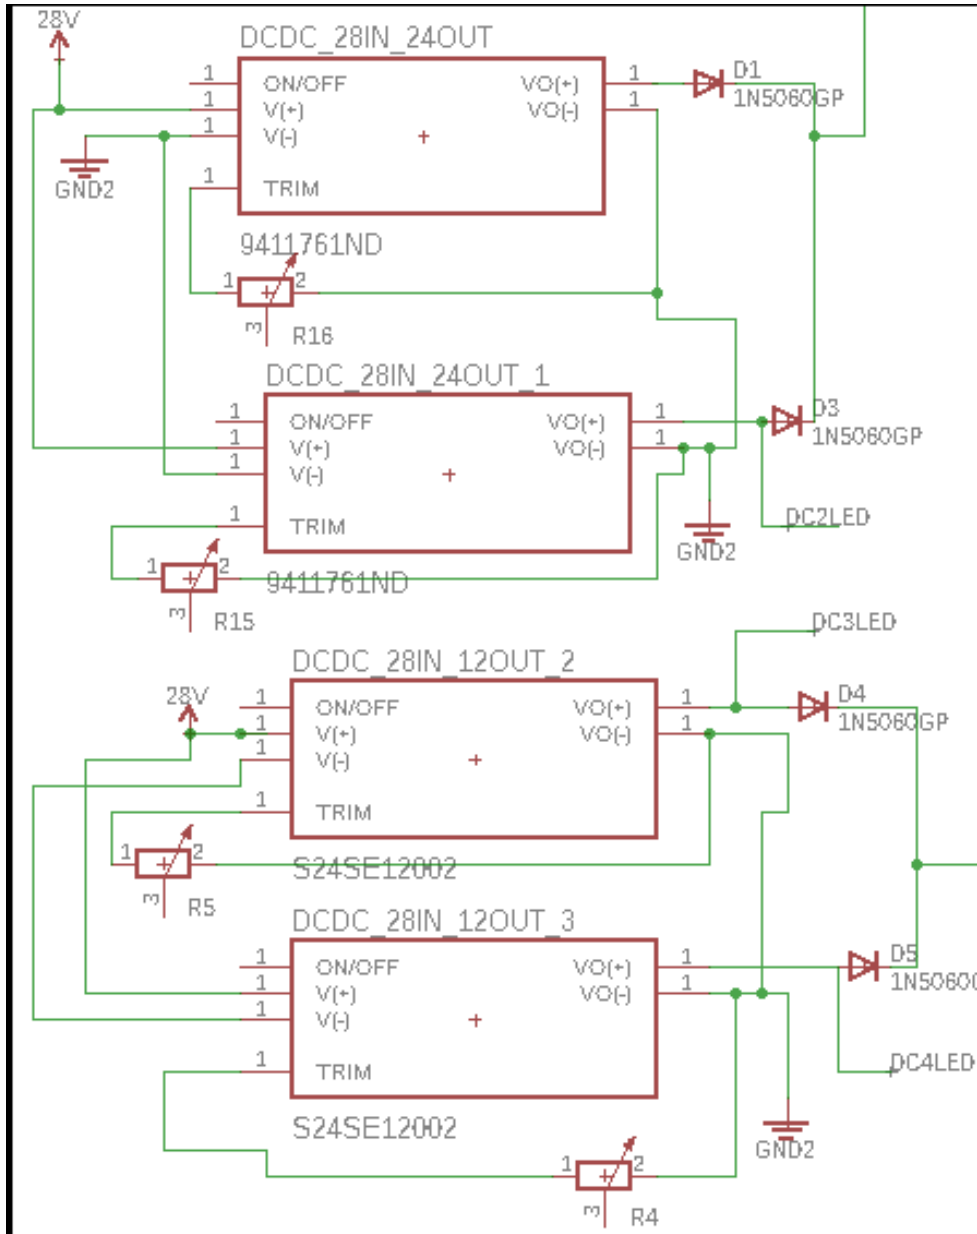 28V
DCDC_28IN_24OUT
1 ON/OFF VO(+) 1 D1
1 V(+) VO(-) 1 1N5060GP
1 V(-)
GND2
1 TRIM
9411761ND
1 2
3 R16
DCDC_28IN_24OUT_1
1 ON/OFF VO(+) 1 D3
1 V(+) VO(-) 1 1N5060GP
1 V(-)
1 TRIM DC2LED
GND2
1 2 9411761ND
3 R15
DC3LED
DCDC_28IN_12OUT_2
28V 1 ON/OFF VO(+) 1 D4
1 V(+) VO(-) 1 1N5060GP
1 V(-)
1 TRIM
1 2 S24SE12002
3 R5
DCDC_28IN_12OUT_3
1 ON/OFF VO(+) 1 D5
1 V(+) VO(-) 1 1N5060
1 V(-)
1 TRIM DC4LED
S24SE12002 GND2
1 2
3 R4